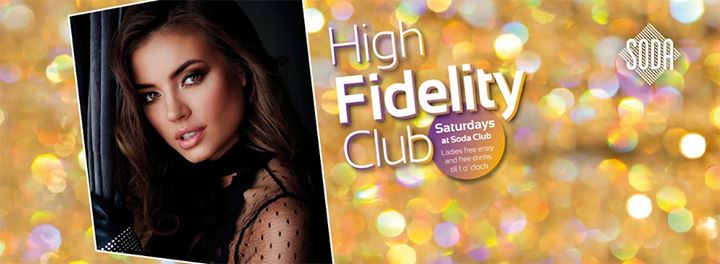 High
Fidelity
Club
Saturdays
at Soda Club
Ladies free entry
and free drinks
till 1 o' clock
SODA